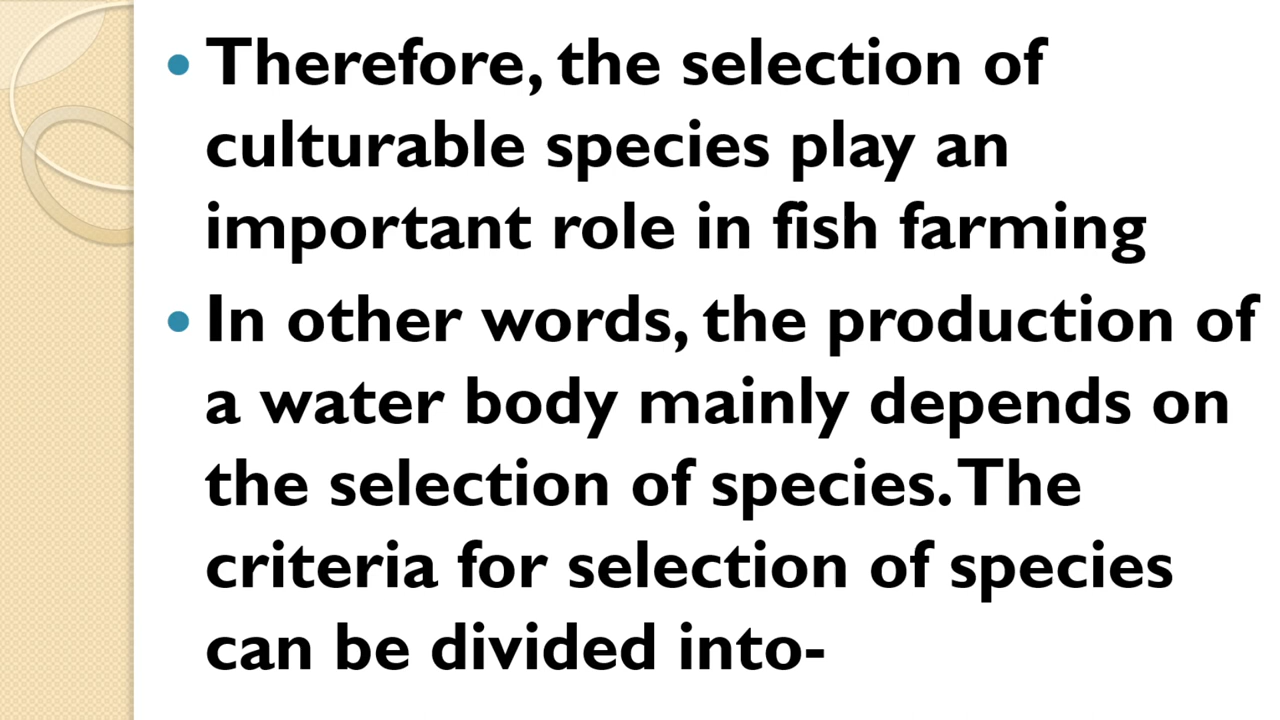 • Therefore, the selection of
culturable species play an
important role in fish farming
• In other words, the production of
a water body mainly depends on
the selection of species. The
criteria for selection of species
can be divided into-